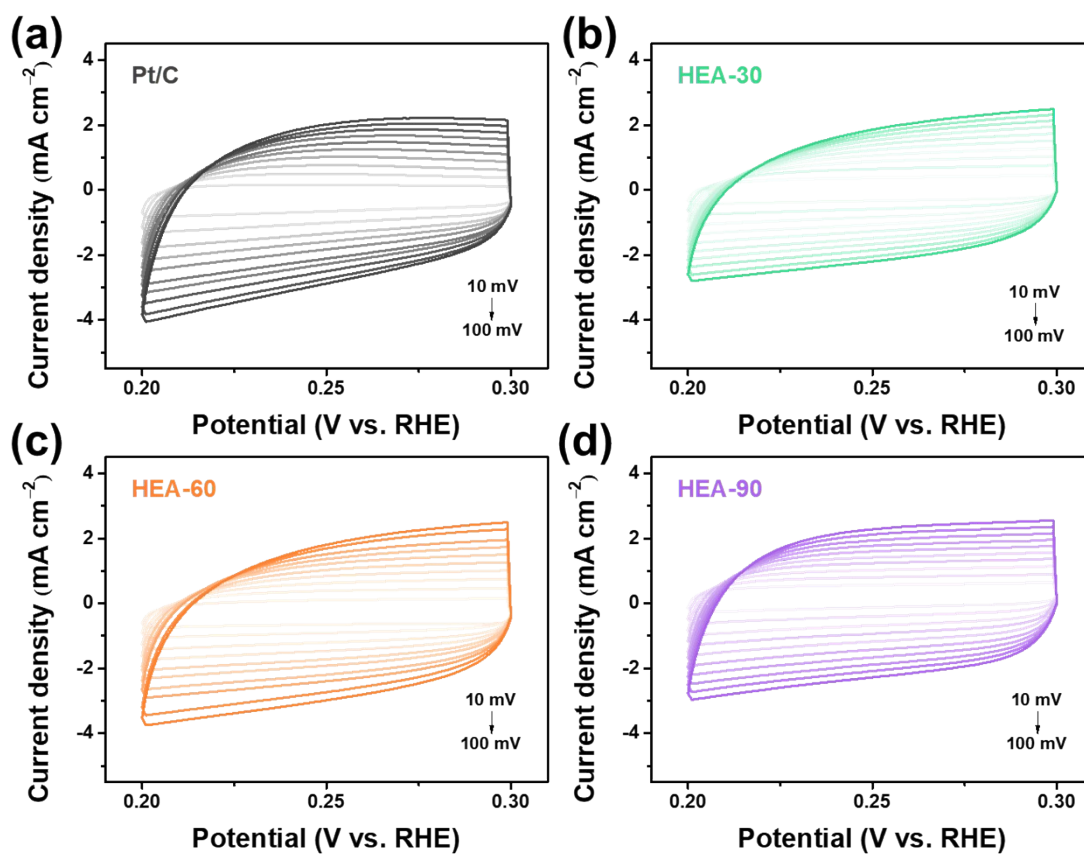 (a)
Pt/C
Current density (mA cm−2)
4
2
0
-2
-4
10 mV
100 mV
0.20
0.25
0.30
Potential (V vs. RHE)
(b)
HEA-30
Current density (mA cm−2)
4
2
0
-2
-4
10 mV
100 mV
0.20
0.25
0.30
Potential (V vs. RHE)
(c)
HEA-60
Current density (mA cm−2)
4
2
0
-2
-4
10 mV
100 mV
0.20
0.25
0.30
Potential (V vs. RHE)
(d)
HEA-90
Current density (mA cm−2)
4
2
0
-2
-4
10 mV
100 mV
0.20
0.25
0.30
Potential (V vs. RHE)